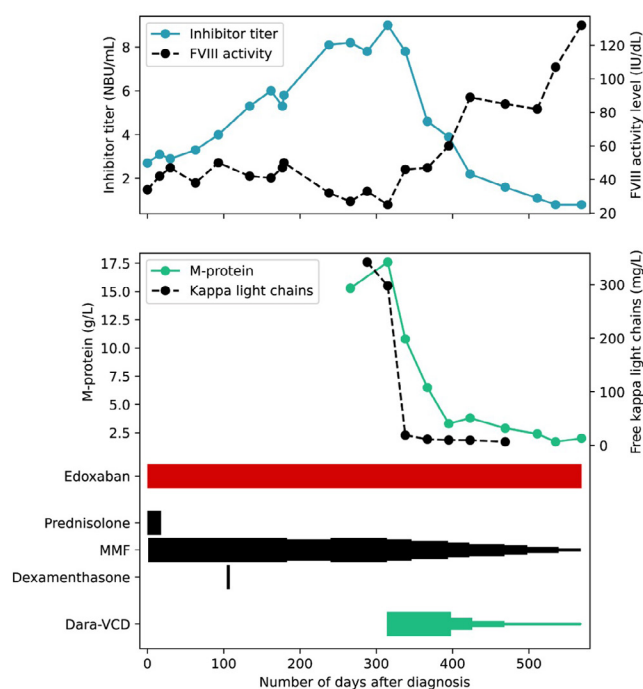 Inhibitor titer
FVIII activity
Inhibitor titer (NBU/mL)
8
6
4
2
FVIII activity level (IU/dL)
120
100
80
60
40
20
M-protein
Kappa light chains
M-protein (g/L)
17.5
15.0
12.5
10.0
7.5
5.0
2.5
Free kappa light chains (mg/L)
300
200
100
0
Edoxaban
Prednisolone
MMF
Dexamenthasone
Dara-VCD
0 100 200 300 400 500
Number of days after diagnosis